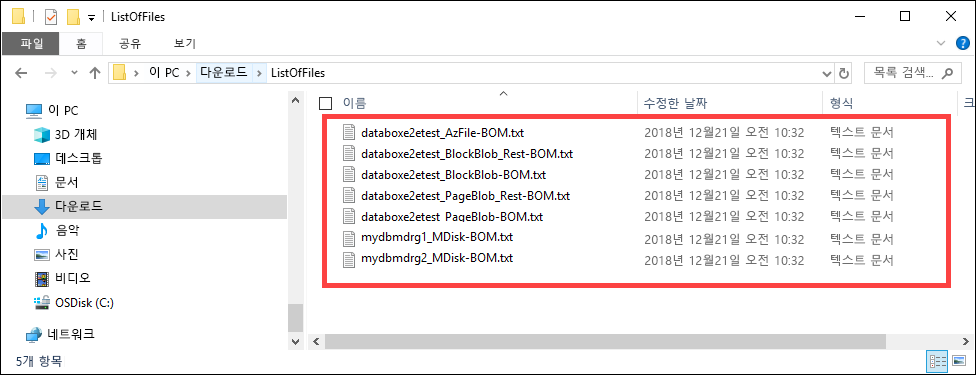 ListOfFiles
파일 홈 공유 보기
이 PC > 다운로드 > ListOfFiles
목록 검색...
이름 수정한 날짜 형식 크
이 PC
3D 개체
데스크톱
문서
다운로드
음악
사진
비디오
OSDisk (C:)
네트워크
databoxe2etest_AzFile-BOM.txt 2018년 12월21일 오전 10:32 텍스트 문서
databoxe2etest_BlockBlob_Rest-BOM.txt 2018년 12월21일 오전 10:32 텍스트 문서
databoxe2etest_BlockBlob-BOM.txt 2018년 12월21일 오전 10:32 텍스트 문서
databoxe2etest_PageBlob_Rest-BOM.txt 2018년 12월21일 오전 10:32 텍스트 문서
databoxe2etest_PageBlob-BOM.txt 2018년 12월21일 오전 10:32 텍스트 문서
mydbmdrg1_MDisk-BOM.txt 2018년 12월21일 오전 10:32 텍스트 문서
mydbmdrg2_MDisk-BOM.txt 2018년 12월21일 오전 10:32 텍스트 문서
5개 항목